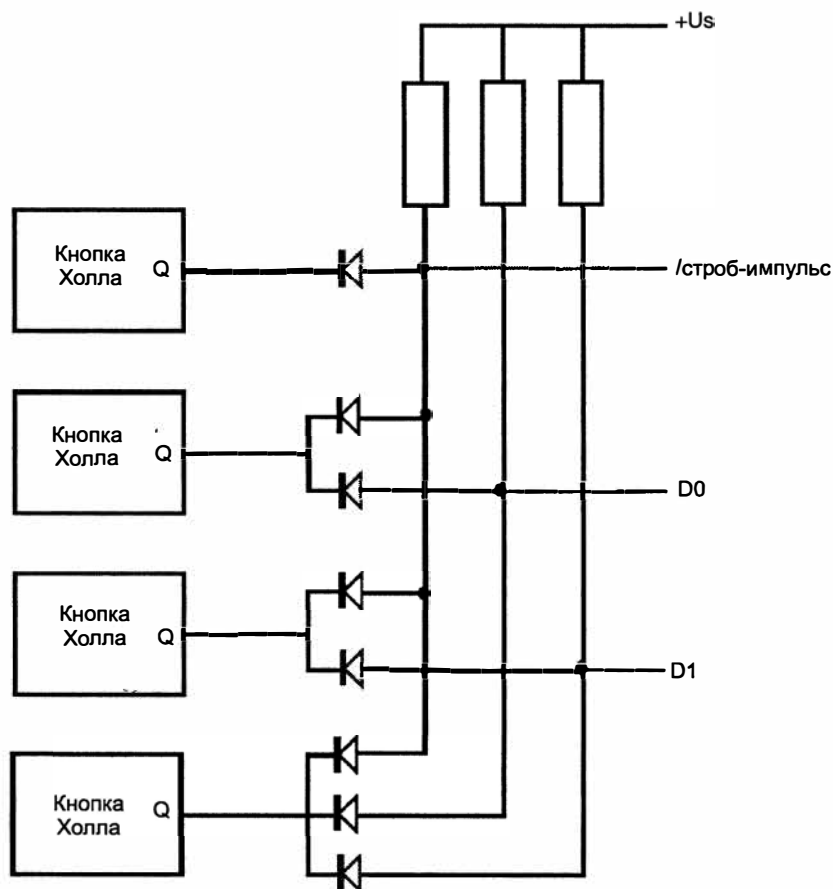 +Us
Кнопка
Холла
Q
/строб-импульс
Кнопка
Холла
Q
D0
Кнопка
Холла
Q
D1
Кнопка
Холла
Q